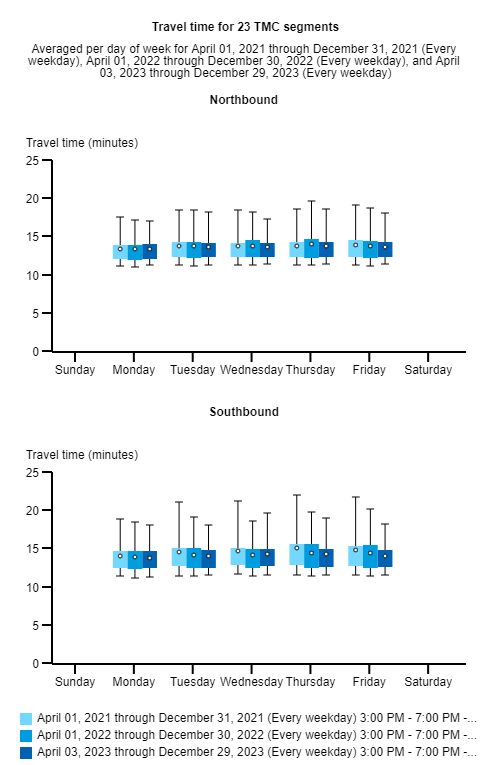 Travel time for 23 TMC segments
Averaged per day of week for April 01, 2021 through December 31, 2021 (Every
weekday), April 01, 2022 through December 30, 2022 (Every weekday), and April
03, 2023 through December 29, 2023 (Every weekday)
Northbound
Travel time (minutes)
25
20
15
10
5
0
Sunday Monday Tuesday Wednesday Thursday Friday Saturday
Southbound
Travel time (minutes)
25
20
15
10
5
0
Sunday Monday Tuesday Wednesday Thursday Friday Saturday
April 01, 2021 through December 31, 2021 (Every weekday) 3:00 PM - 7:00 PM -...
April 01, 2022 through December 30, 2022 (Every weekday) 3:00 PM - 7:00 PM -...
April 03, 2023 through December 29, 2023 (Every weekday) 3:00 PM - 7:00 PM -...